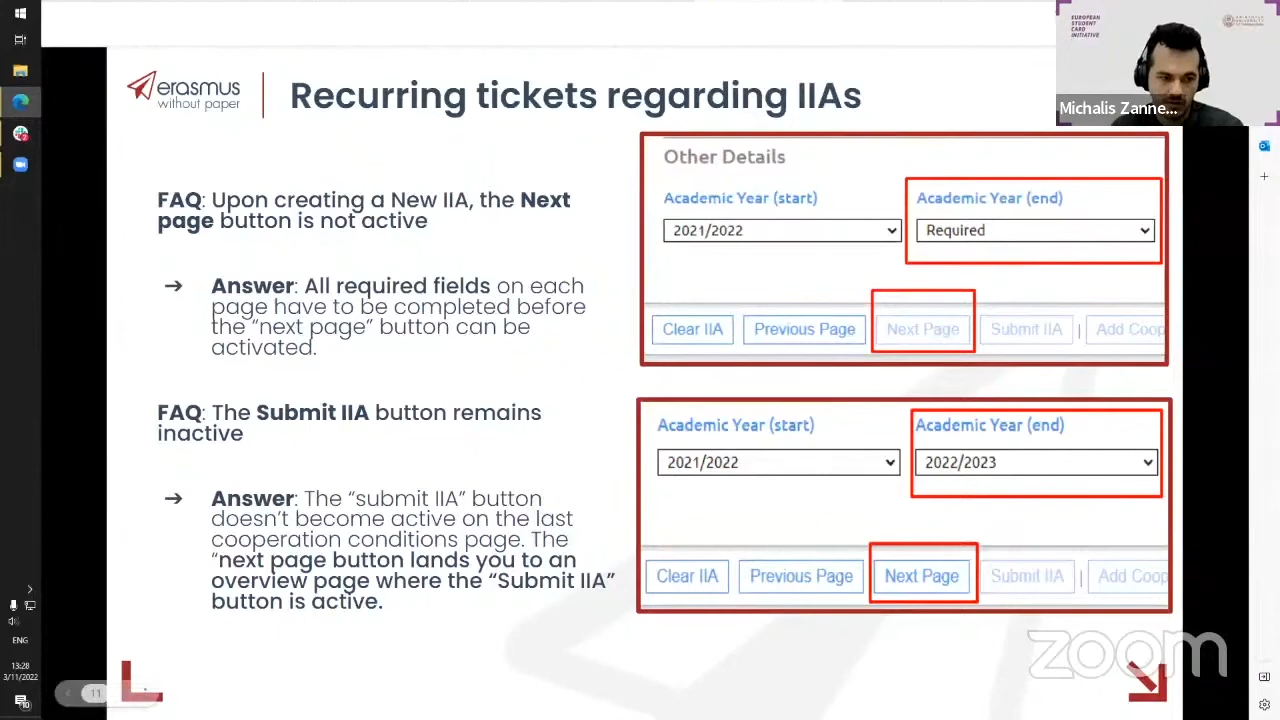 EUROPEAN
STUDENT
CARD
INITIATIVE
Michalis Zanne...
erasmus
without paper
Recurring tickets regarding IIAs
FAQ: Upon creating a New IIA, the Next
page button is not active
➔ Answer: All required fields on each
page have to be completed before
the “next page” button can be
activated.
FAQ: The Submit IIA button remains
inactive
➔ Answer: The “submit IIA” button
doesn’t become active on the last
cooperation conditions page. The
“next page button lands you to an
overview page where the “Submit IIA”
button is active.
Other Details
Academic Year (start) Academic Year (end)
2021/2022 Required
Clear IIA Previous Page Next Page Submit IIA | Add Coop
Academic Year (start) Academic Year (end)
2021/2022 2022/2023
Clear IIA Previous Page Next Page Submit IIA | Add Coop
zoom
ENG
13:28
3/11/2022
11